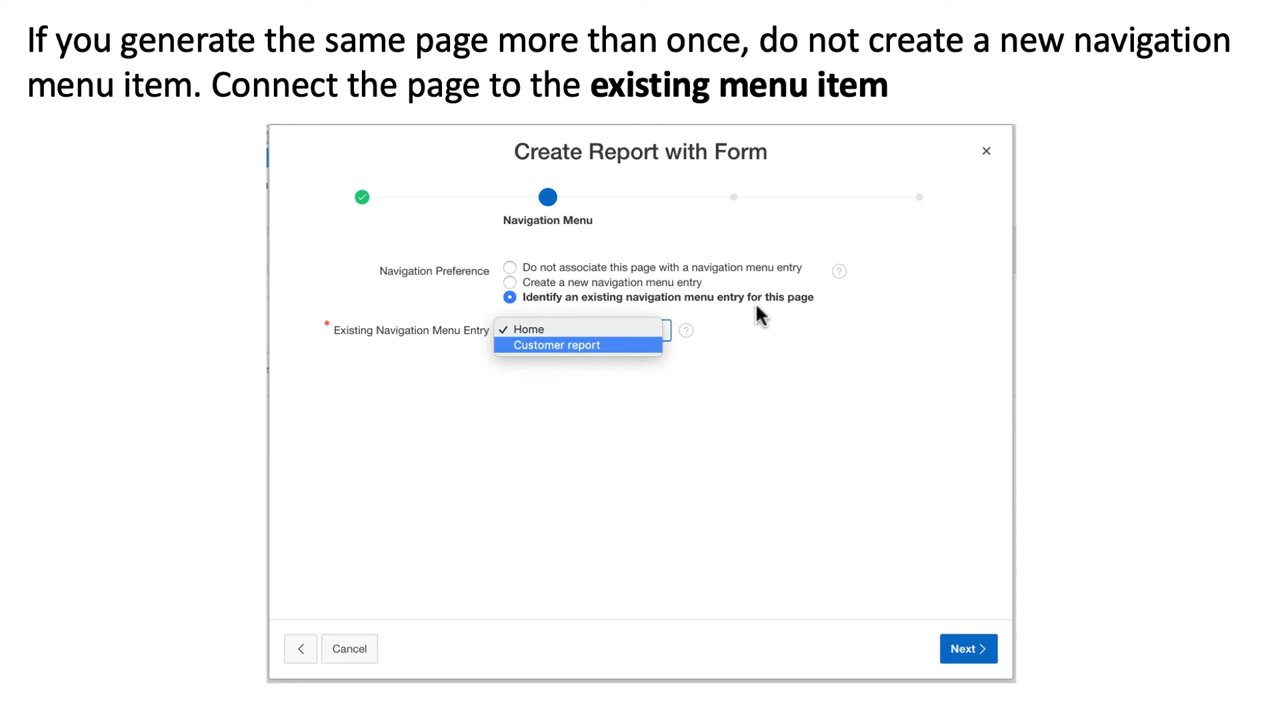 If you generate the same page more than once, do not create a new navigation
menu item. Connect the page to the existing menu item
Create Report with Form
Navigation Menu
Navigation Preference
Do not associate this page with a navigation menu entry
Create a new navigation menu entry
Identify an existing navigation menu entry for this page
* Existing Navigation Menu Entry
✓ Home
Customer report
Cancel
Next